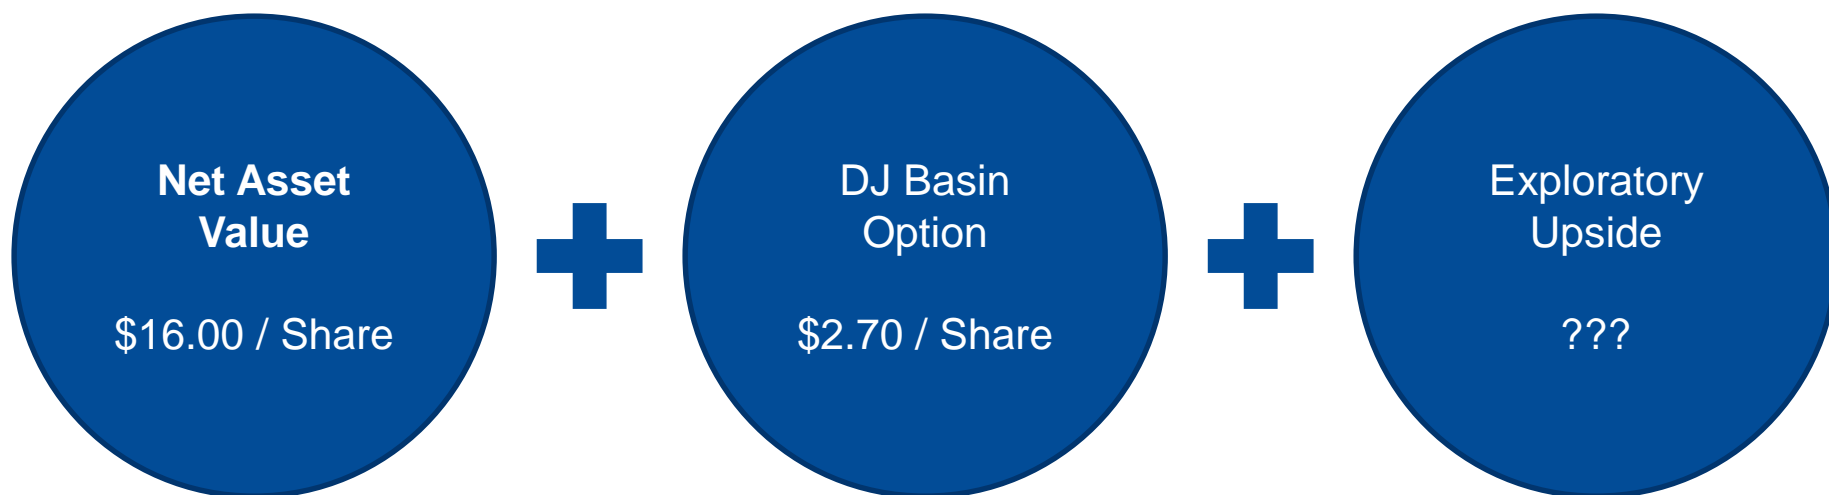 Net Asset
Value
$16.00 / Share
DJ Basin
Option
$2.70 / Share
Exploratory
Upside
???